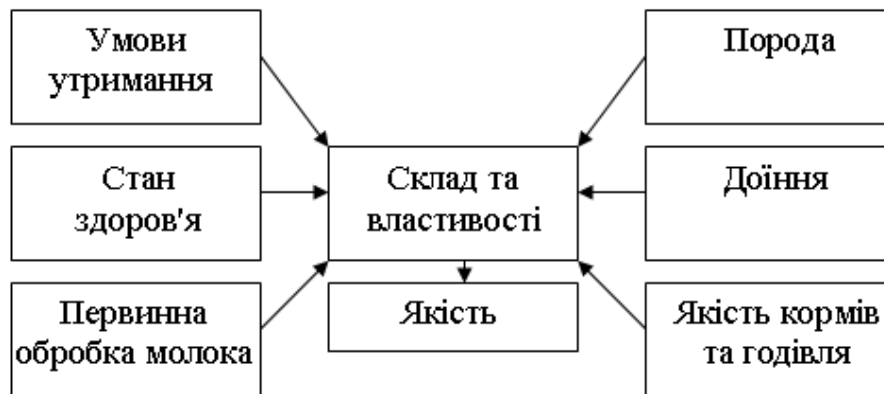 Умови
утримання
Порода
Стан
здоров'я
Склад та
властивості
Доїння
Первинна
обробка молока
Якість
Якість кормів
та годівля